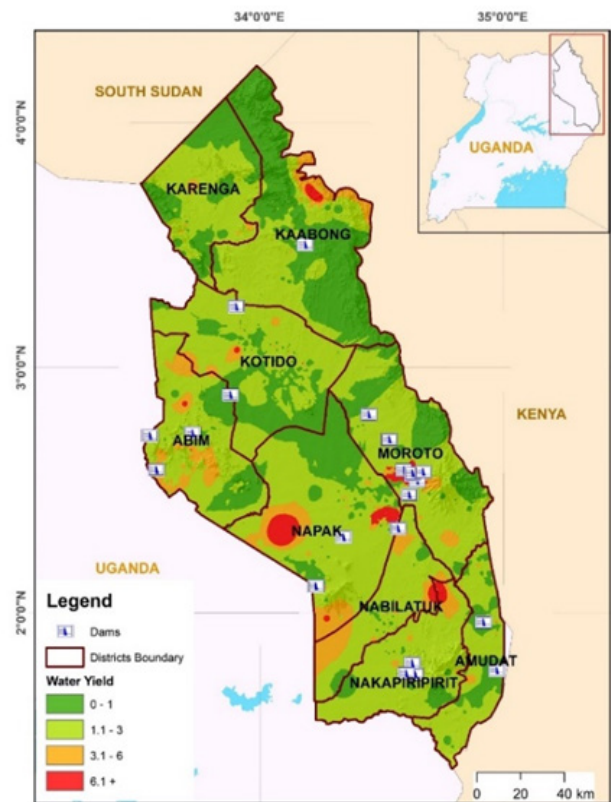 34°0'0"E
35°0'0"E
SOUTH SUDAN
4°0'0"N
UGANDA
KARENGA
KAABONG
KOTIDO
3°0'0"N
KENYA
ABIM
MOROTO
NAPAK
UGANDA
Legend
Dams
Districts Boundary
Water Yield
0 - 1
1.1 - 3
3.1 - 6
6.1 +
2°0'0"N
NABILATUK
AMUDAT
NAKAPIRIPIRIT
0 20 40 km